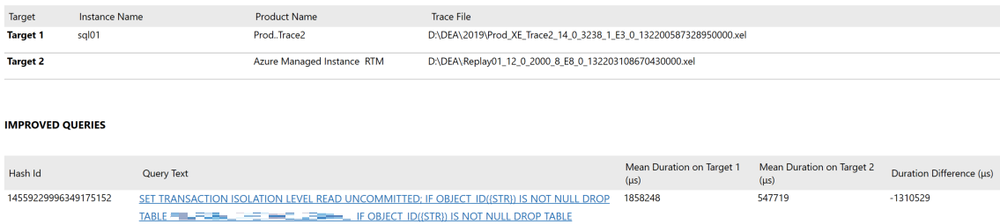 Target Instance Name Product Name Trace File
Target 1 sql01 Prod..Trace2 D:\DEA\2019\Prod_XE_Trace2_14_0_3238_1_E3_0_132200587328950000.xel
Target 2 Azure Managed Instance RTM D:\DEA\Replay01_12_0_2000_8_E8_0_132203108670430000.xel
IMPROVED QUERIES
Hash Id Query Text Mean Duration on Target 1 (µs) Mean Duration on Target 2 (µs) Duration Difference (µs)
14559229996349175152 SET TRANSACTION ISOLATION LEVEL READ UNCOMMITTED; IF OBJECT_ID({STR}) IS NOT NULL DROP 1858248 547719 -1310529
TABLE IF OBJECT_ID({STR}) IS NOT NULL DROP TABLE